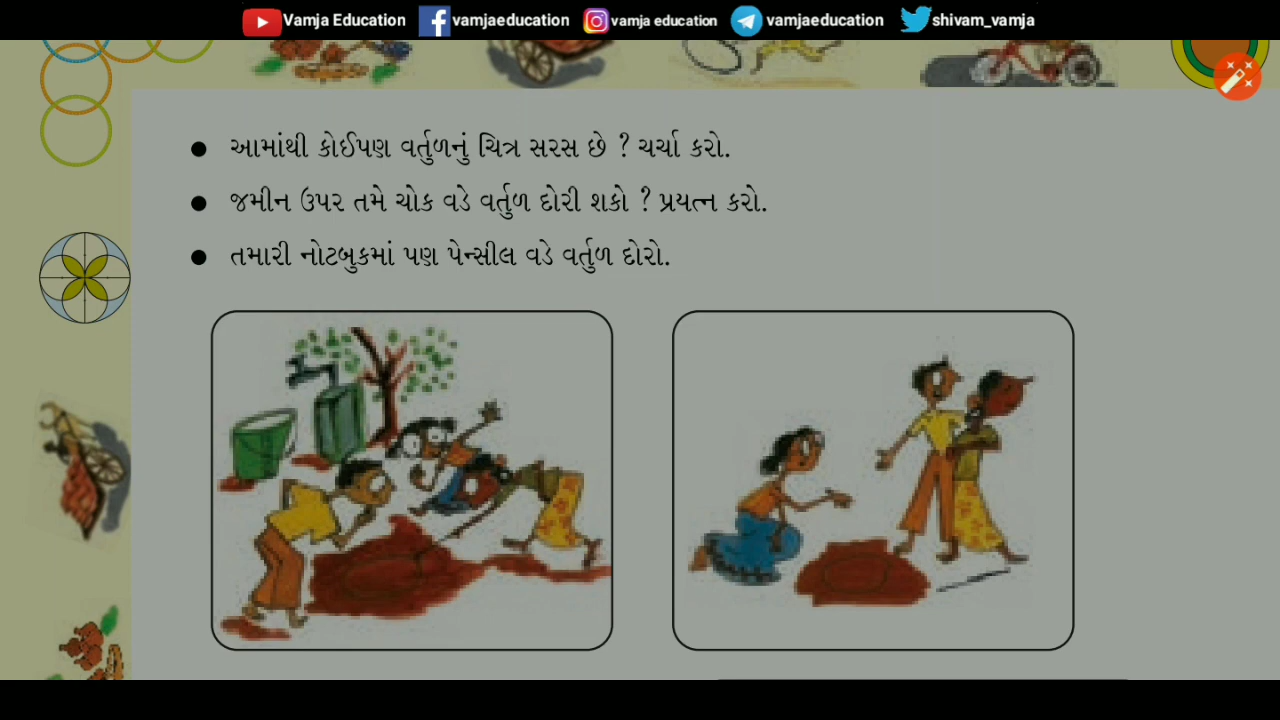 Vamja Education vamjaeducation vamja education vamjaeducation shivam_vamja
આમાંથી કોઈપણ વર્તુળનું ચિત્ર સરસ છે ? ચર્ચા કરો.
જમીન ઉપર તમે ચોક વડે વર્તુળ દોરી શકો ? પ્રયત્ન કરો.
તમારી નોટબુકમાં પણ પેન્સીલ વડે વર્તુળ દોરો.